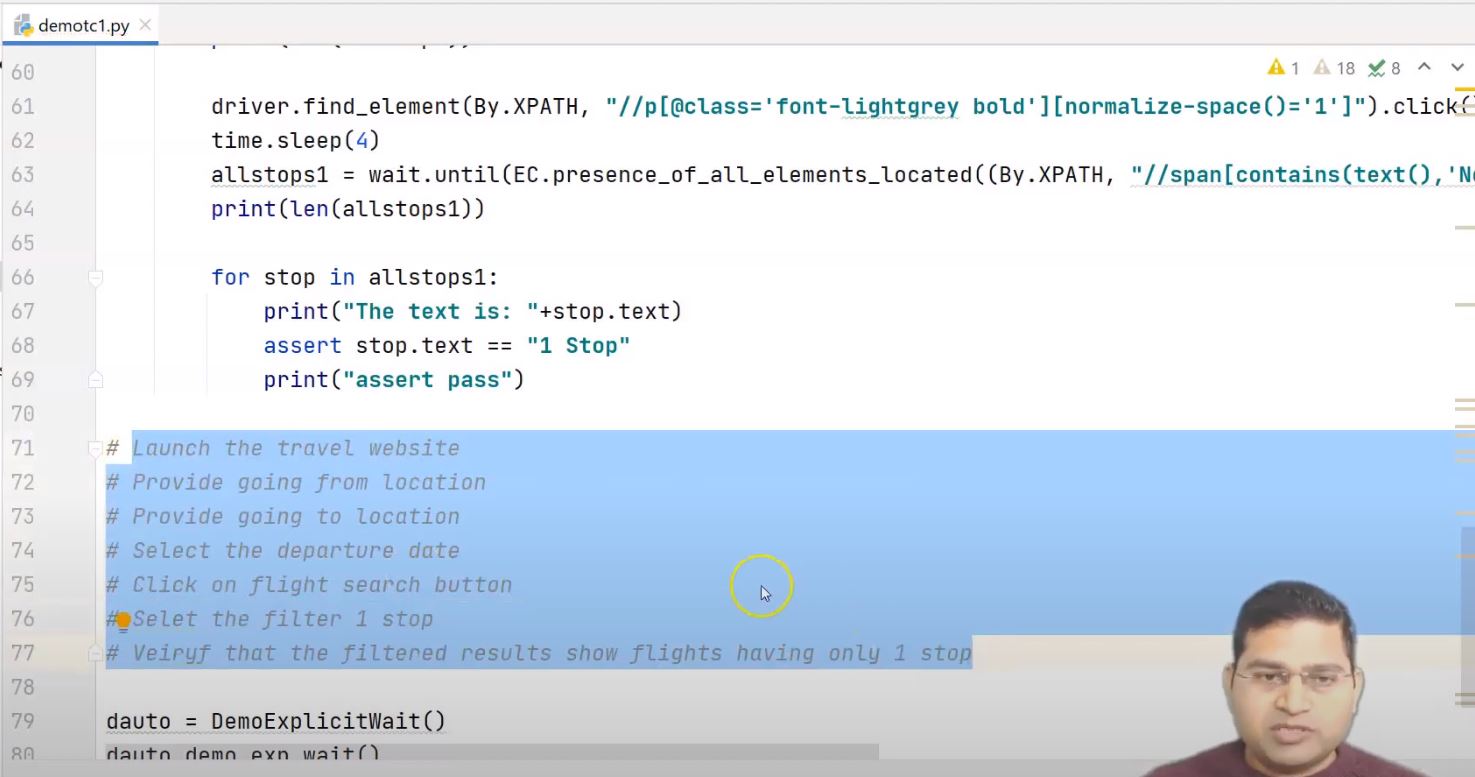 demotc1.py
1 18 8
60
61 driver.find_element(By.XPATH, "//p[@class='font-lightgrey bold'][normalize-space()='1']").click(
62 time.sleep(4)
63 allstops1 = wait.until(EC.presence_of_all_elements_located((By.XPATH, "//span[contains(text(),'N
64 print(len(allstops1))
65
66 for stop in allstops1:
67 print("The text is: "+stop.text)
68 assert stop.text == "1 Stop"
69 print("assert pass")
70
71 # Launch the travel website
72 # Provide going from location
73 # Provide going to location
74 # Select the departure date
75 # Click on flight search button
76 # Selet the filter 1 stop
77 # Veiryf that the filtered results show flights having only 1 stop
78
79 dauto = DemoExplicitWait()
80 dauto demo exp wait()